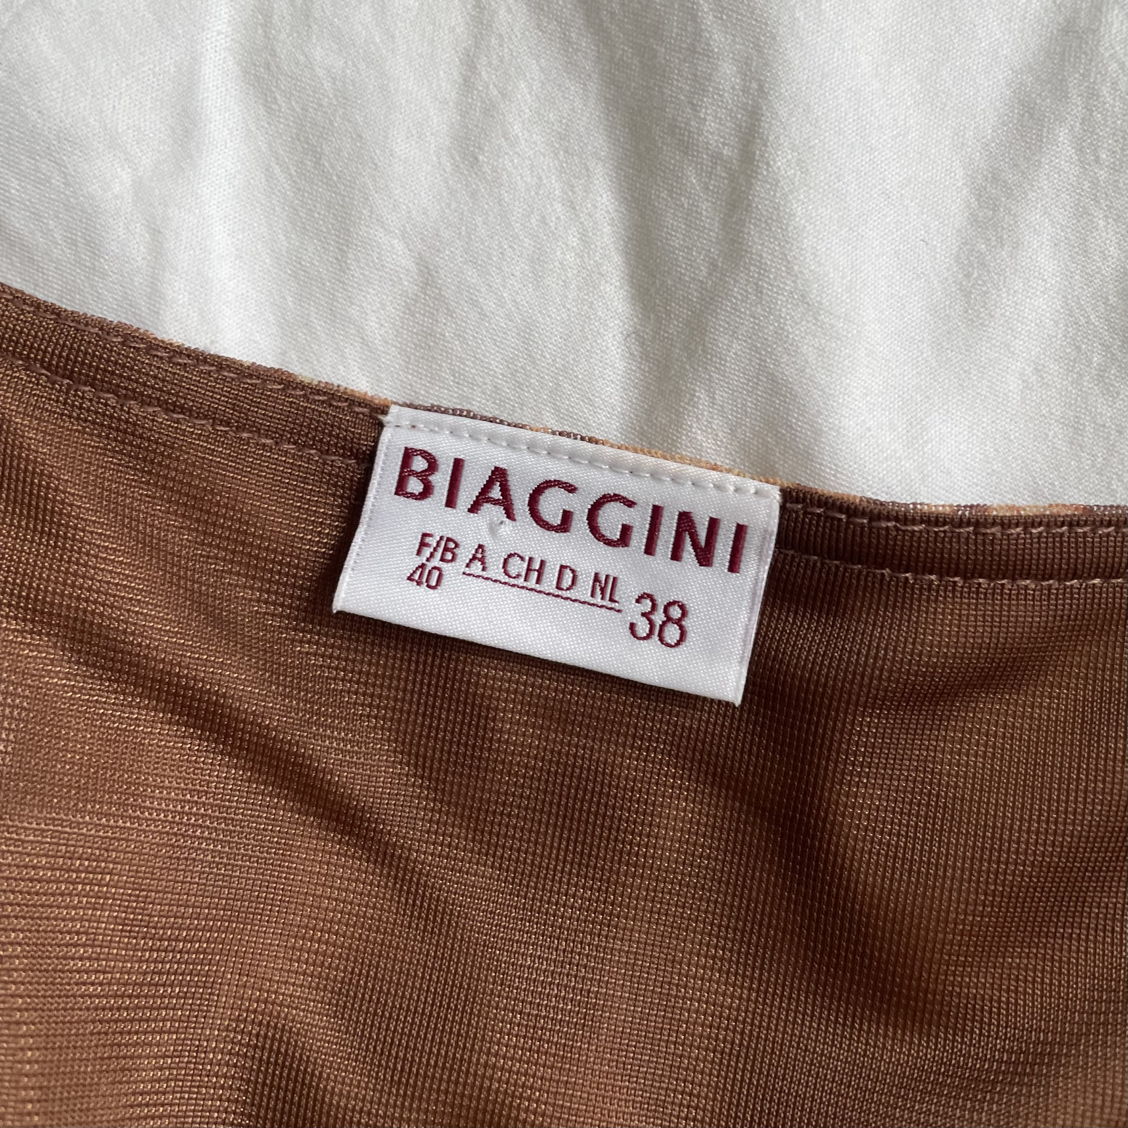 BIAGGINI
F/B A CH D NL
40 38